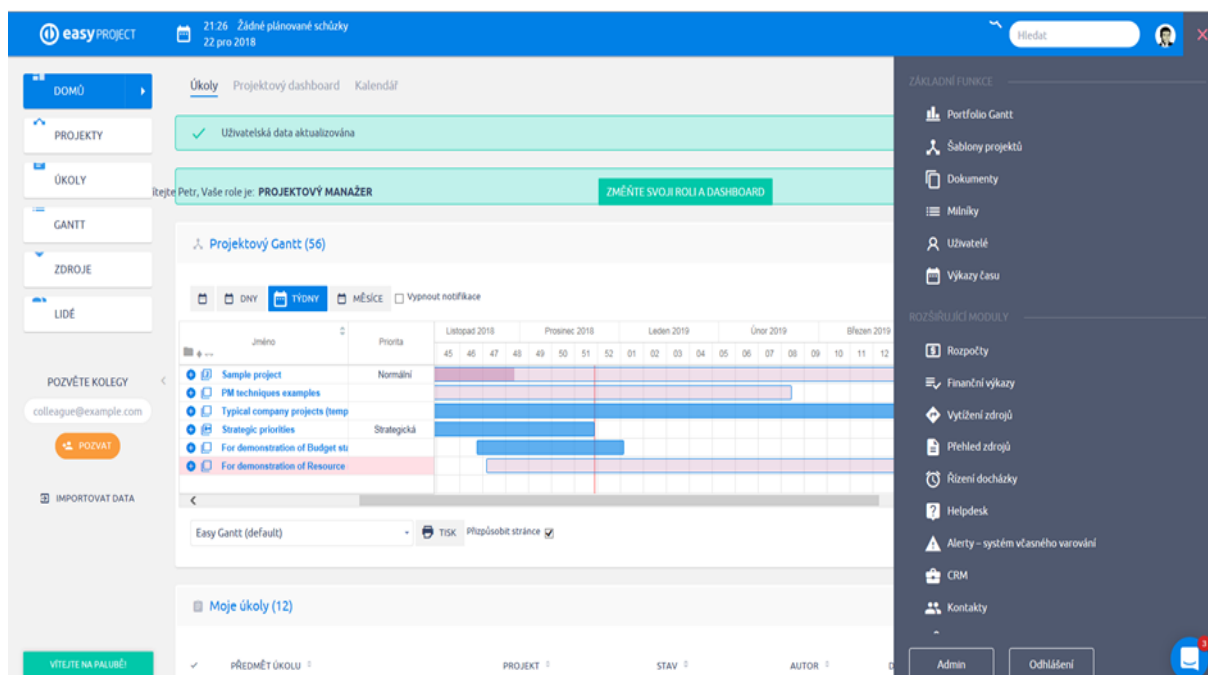 easy PROJECT
21:26 Žádné plánované schůzky
22 pro 2018
Hledat
DOMŮ
PROJEKTY
ÚKOLY
GANTT
ZDROJE
LIDÉ
POZVĚTE KOLEGY
colleague@example.com
POZVAT
IMPORTOVAT DATA
VÍTEJTE NA PALUBĚ!
Úkoly Projektový dashboard Kalendář
Uživatelská data aktualizována
ítejte Petr, Vaše role je: PROJEKTOVÝ MANAŽER ZMĚŇTE SVOJI ROLI A DASHBOARD
Projektový Gantt (56)
DNY TÝDNY MĚSÍCE Vypnout notifikace
Jméno Priorita Listopad 2018 Prosinec 2018 Leden 2019 Únor 2019 Březen 2019
45 46 47 48 49 50 51 52 01 02 03 04 05 06 07 08 09 10 11 12
Sample project Normální
PM techniques examples
Typical company projects (temp
Strategic priorities Strategická
For demonstration of Budget sta
For demonstration of Resource
Easy Gantt (default) TISK Přizpůsobit stránce
Moje úkoly (12)
PŘEDMĚT ÚKOLU PROJEKT STAV AUTOR D
ZÁKLADNÍ FUNKCE
Portfolio Gantt
Šablony projektů
Dokumenty
Milníky
Uživatelé
Výkazy času
ROZŠIŘUJÍCÍ MODULY
Rozpočty
Finanční výkazy
Vytížení zdrojů
Přehled zdrojů
Řízení docházky
Helpdesk
Alerty – systém včasného varování
CRM
Kontakty
Admin Odhlášení
3